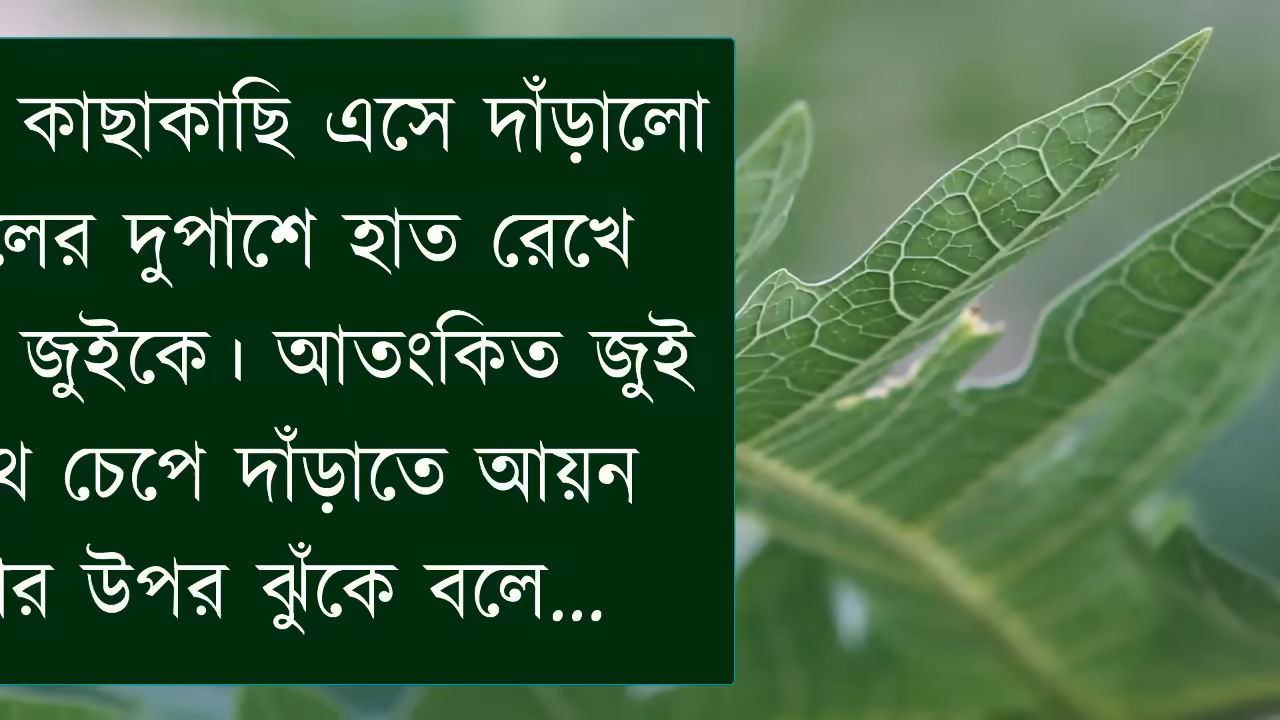 কাছাকাছি এসে দাঁড়ালো
দুপাশে হাত রেখে
জুইকে। আতংকিত জুই
চেপে দাঁড়াতে আয়ন
উপর ঝুঁকে বলে...